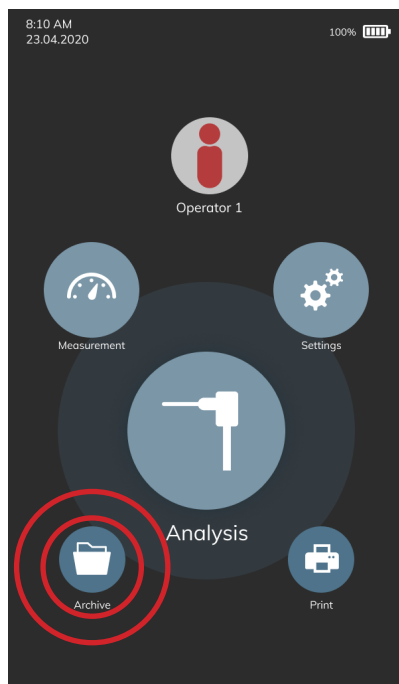 8:10 AM
23.04.2020
100%
Operator 1
Measurement
Settings
Analysis
Archive
Print